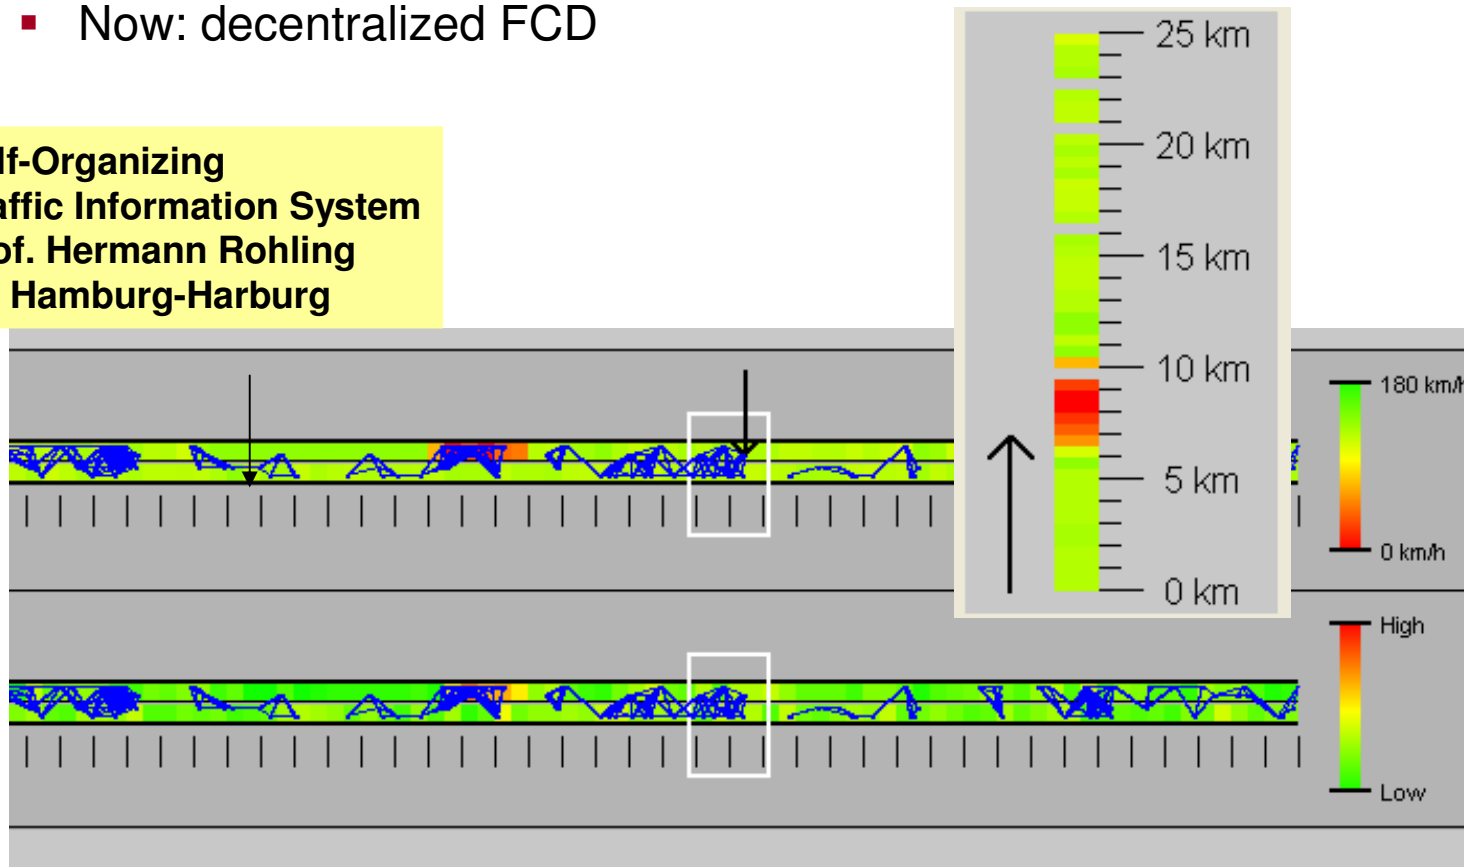 Now: decentralized FCD
lf-Organizing
affic Information System
of. Hermann Rohling
Hamburg-Harburg
25 km
20 km
15 km
10 km
5 km
0 km
180 km/h
0 km/h
High
Low